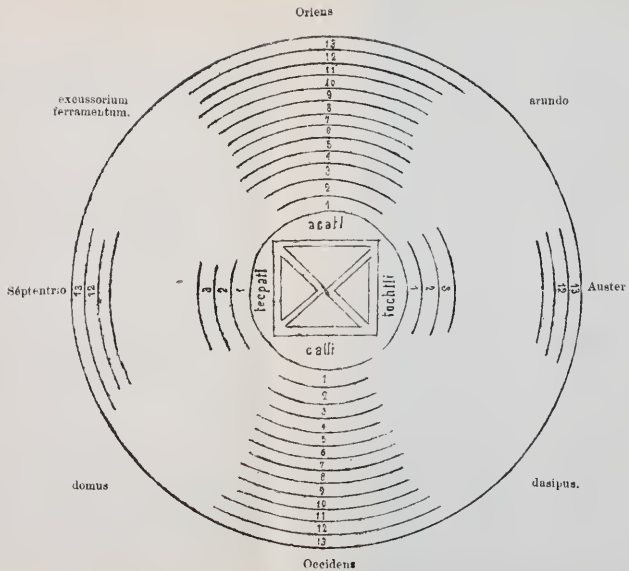 Oriens
13
12
11
10
9
8
7
6
5
4
3
2
1
excussorium
ferramentum.
arundo
acatl
Séptentrio
13
12
3
2
1
tecpatl
tochtli
1
2
3
12
13
Auster
calli
1
2
3
4
5
6
7
8
9
10
11
12
13
domus
dasipus.
Occidens